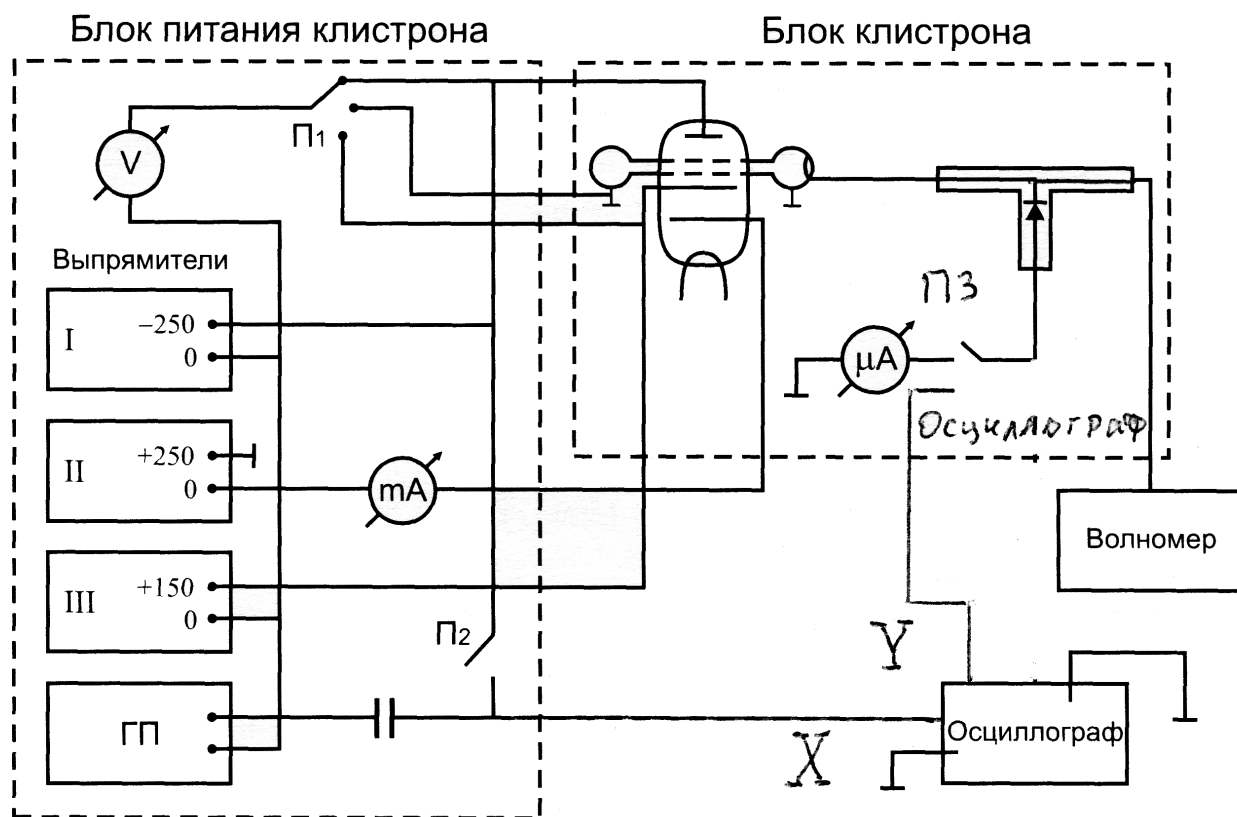 Блок питания клистрона
Блок клистрона
П1
V
Выпрямители
I
–250
0
П3
μA
Осциллограф
II
+250
0
mA
Волномер
III
+150
0
П2
Y
ГП
X
Осциллограф